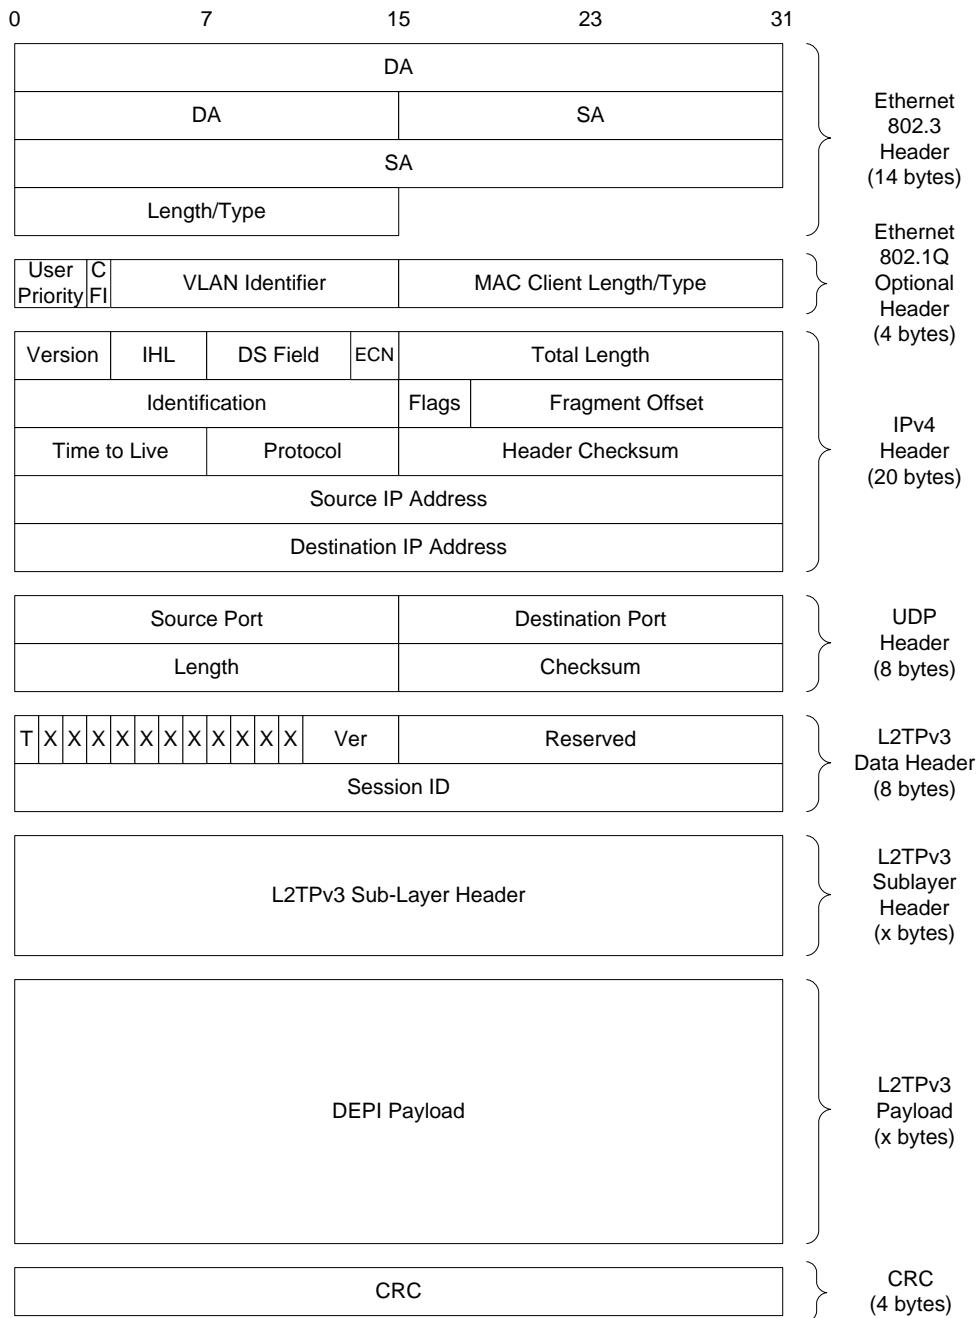 0 7 15 23 31
DA
DA SA
SA
Length/Type
Ethernet
802.3
Header
(14 bytes)
User
Priority
C
FI
VLAN Identifier
MAC Client Length/Type
Ethernet
802.1Q
Optional
Header
(4 bytes)
Version IHL DS Field ECN Total Length
Identification Flags Fragment Offset
Time to Live Protocol Header Checksum
Source IP Address
Destination IP Address
IPv4
Header
(20 bytes)
Source Port Destination Port
Length Checksum
UDP
Header
(8 bytes)
T X X X X X X X X X X X Ver Reserved
Session ID
L2TPv3
Data Header
(8 bytes)
L2TPv3 Sub-Layer Header
L2TPv3
Sublayer
Header
(x bytes)
DEPI Payload
L2TPv3
Payload
(x bytes)
CRC
CRC
(4 bytes)